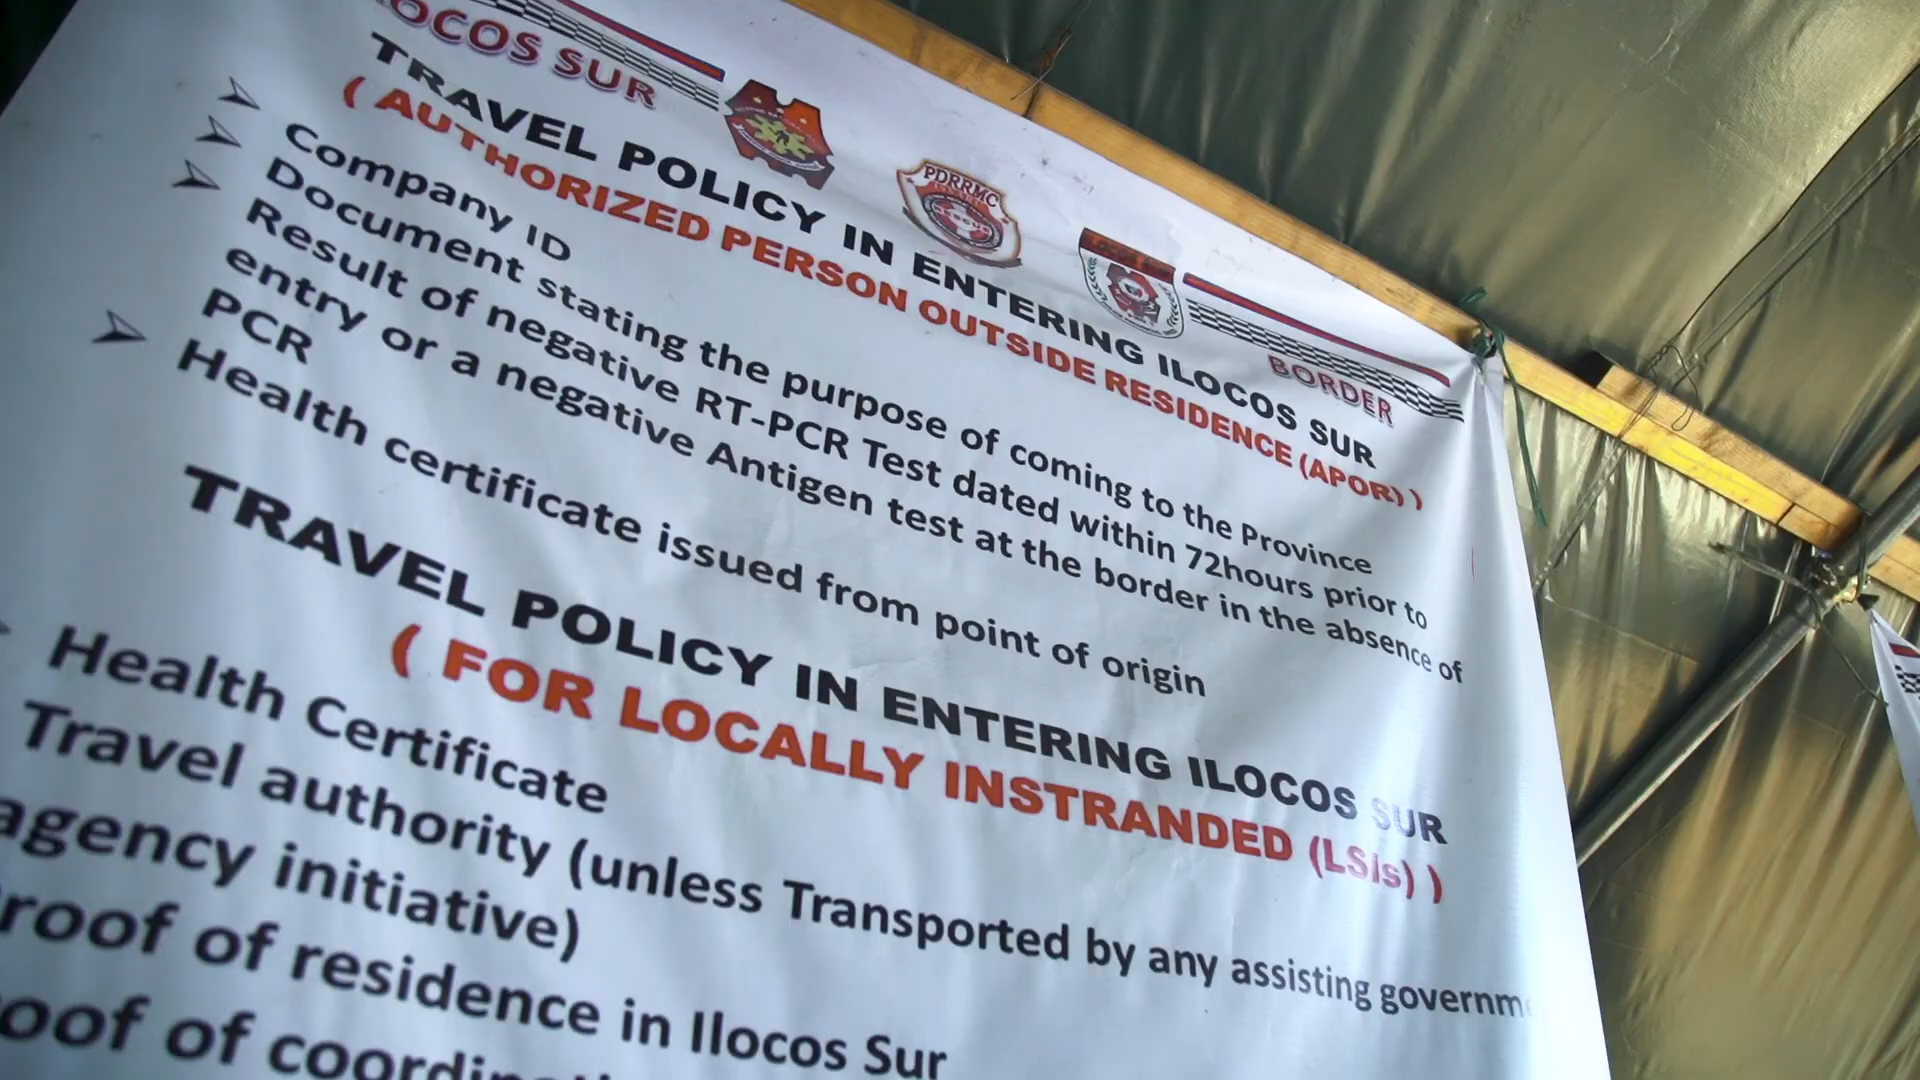 ILOCOS SUR
PDRRMC
BORDER
TRAVEL POLICY IN ENTERING ILOCOS SUR
( AUTHORIZED PERSON OUTSIDE RESIDENCE (APOR) )
Company ID
Document stating the purpose of coming to the Province
Result of negative RT-PCR Test dated within 72hours prior to
entry or a negative Antigen test at the border in the absence of
PCR
Health certificate issued from point of origin
TRAVEL POLICY IN ENTERING ILOCOS SUR
( FOR LOCALLY INSTRANDED (LSIs) )
Health Certificate
Travel authority (unless Transported by any assisting governm
agency initiative)
roof of residence in Ilocos Sur
oof of